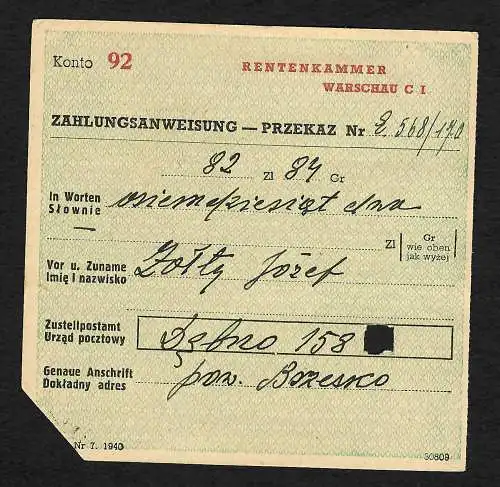 Konto 92
RENTENKAMMER
WARSCHAU C I
ZAHLUNGSANWEISUNG — PRZEKAZ Nr E 568/170
82 Zl 84 Gr
In Worten
Słownie
osiemdziesiąt dwa
—
Zl
Gr
wie oben
jak wyżej
Vor u. Zuname
Imię i nazwisko
Żołty Józef
Zustellpostamt
Urząd pocztowy
Dębno 158
Genaue Anschrift
Dokładny adres
pow. Brzesko
Nr 7. 1940
30809